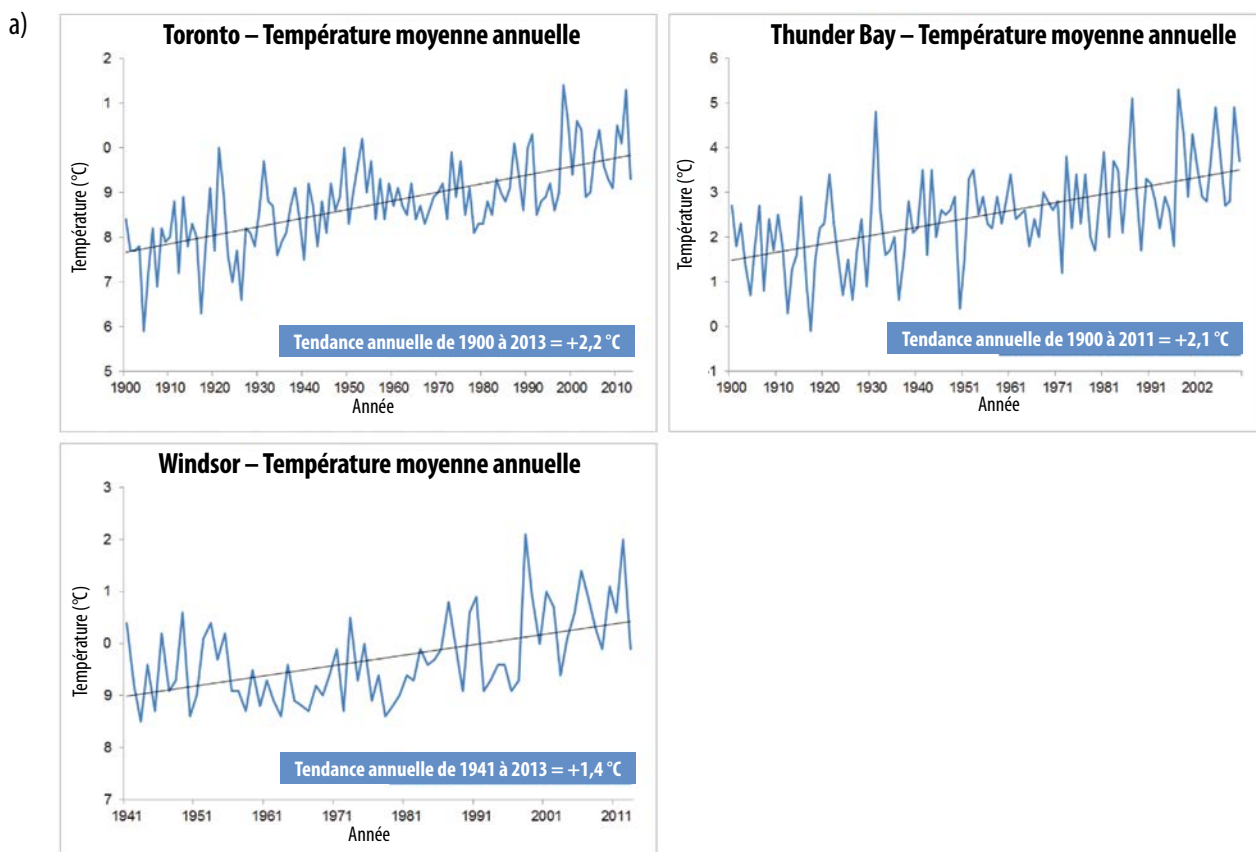 a)
Toronto – Température moyenne annuelle
Température (°C)
2
1
0
9
8
7
6
5
Tendance annuelle de 1900 à 2013 = +2,2 °C
1900 1910 1920 1930 1940 1950 1960 1970 1980 1990 2000 2010
Année
Thunder Bay – Température moyenne annuelle
Température (°C)
6
5
4
3
2
1
0
1
Tendance annuelle de 1900 à 2011 = +2,1 °C
1900 1910 1920 1930 1940 1951 1961 1971 1981 1991 2002
Année
Windsor – Température moyenne annuelle
Température (°C)
3
2
1
0
9
8
7
Tendance annuelle de 1941 à 2013 = +1,4 °C
1941 1951 1961 1971 1981 1991 2001 2011
Année